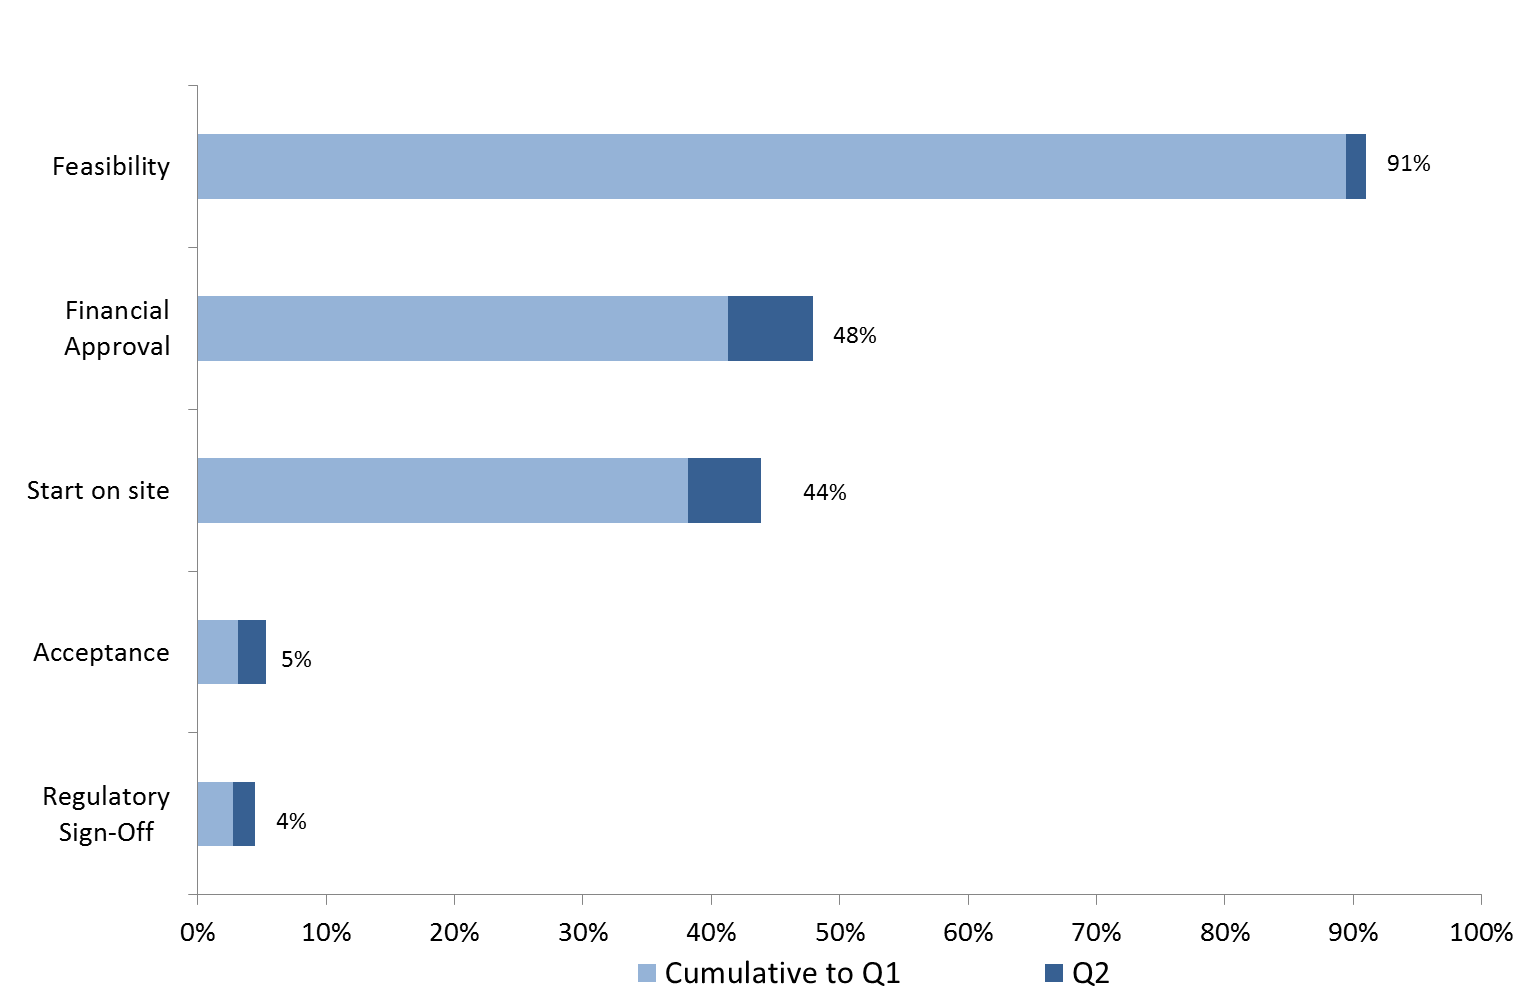 Feasibility
91%
Financial
Approval
48%
Start on site
44%
Acceptance
5%
Regulatory
Sign-Off
4%
0% 10% 20% 30% 40% 50% 60% 70% 80% 90% 100%
Cumulative to Q1 Q2